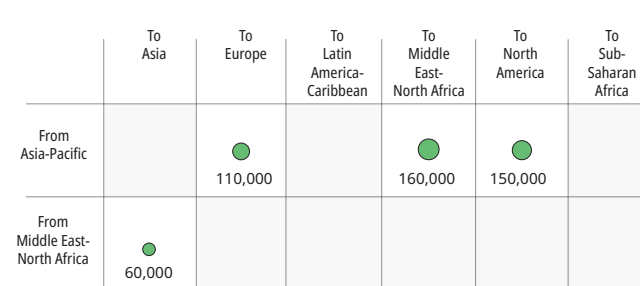 To
Asia
To
Europe
To
Latin
America-
Caribbean
To
Middle
East-
North Africa
To
North
America
To
Sub-
Saharan
Africa
From
Asia-Pacific
110,000
160,000
150,000
From
Middle East-
North Africa
60,000